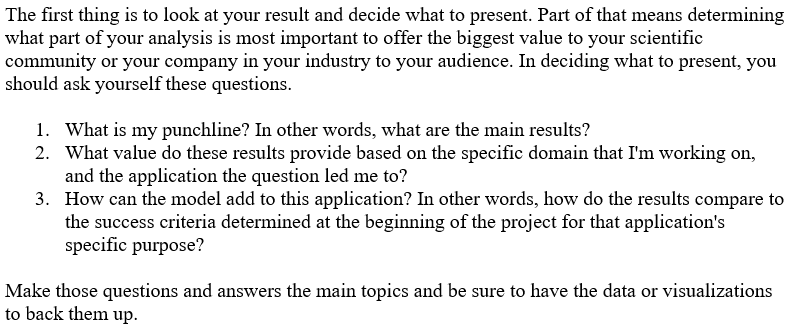 The first thing is to look at your result and decide what to present. Part of that means determining
what part of your analysis is most important to offer the biggest value to your scientific
community or your company in your industry to your audience. In deciding what to present, you
should ask yourself these questions.
1. What is my punchline? In other words, what are the main results?
2. What value do these results provide based on the specific domain that I'm working on,
and the application the question led me to?
3. How can the model add to this application? In other words, how do the results compare to
the success criteria determined at the beginning of the project for that application's
specific purpose?
Make those questions and answers the main topics and be sure to have the data or visualizations
to back them up.